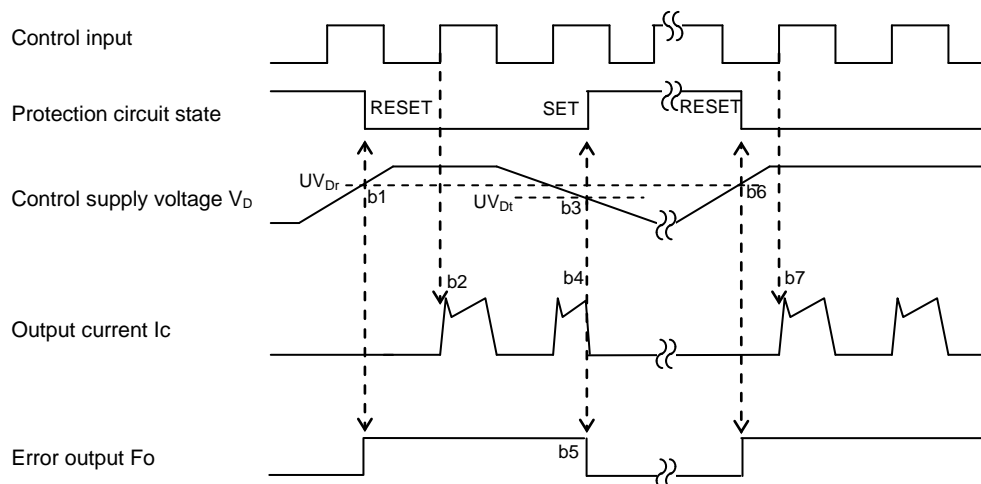 Control input
Protection circuit state
RESET
SET
RESET
Control supply voltage VD
UVDr
b1
UVDt
b3
b6
b2
b4
b7
Output current Ic
Error output Fo
b5